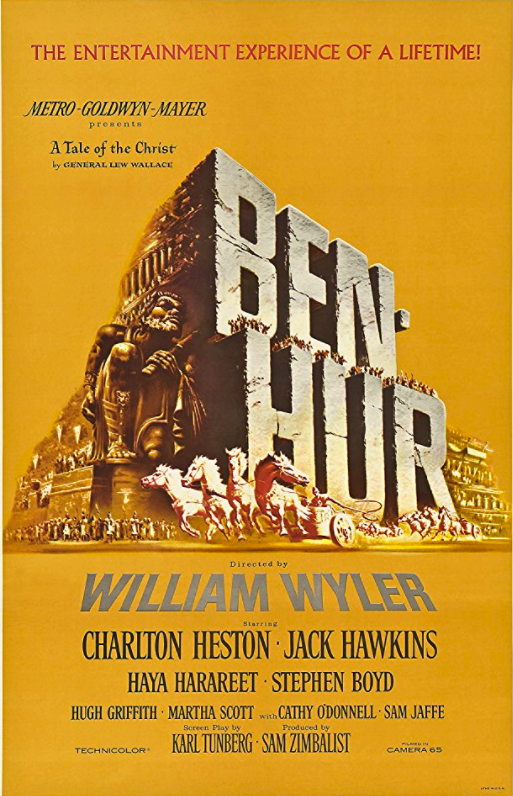 THE ENTERTAINMENT EXPERIENCE OF A LIFETIME!
METRO-GOLDWYN-MAYER
presents
A Tale of the Christ
by GENERAL LEW WALLACE
BEN-
HUR
Directed by
WILLIAM WYLER
Starring
CHARLTON HESTON · JACK HAWKINS
HAYA HARAREET · STEPHEN BOYD
HUGH GRIFFITH · MARTHA SCOTT with CATHY O'DONNELL · SAM JAFFE
Screen Play by
KARL TUNBERG · 
Produced by
SAM ZIMBALIST
TECHNICOLOR®
FILMED IN
CAMERA 65